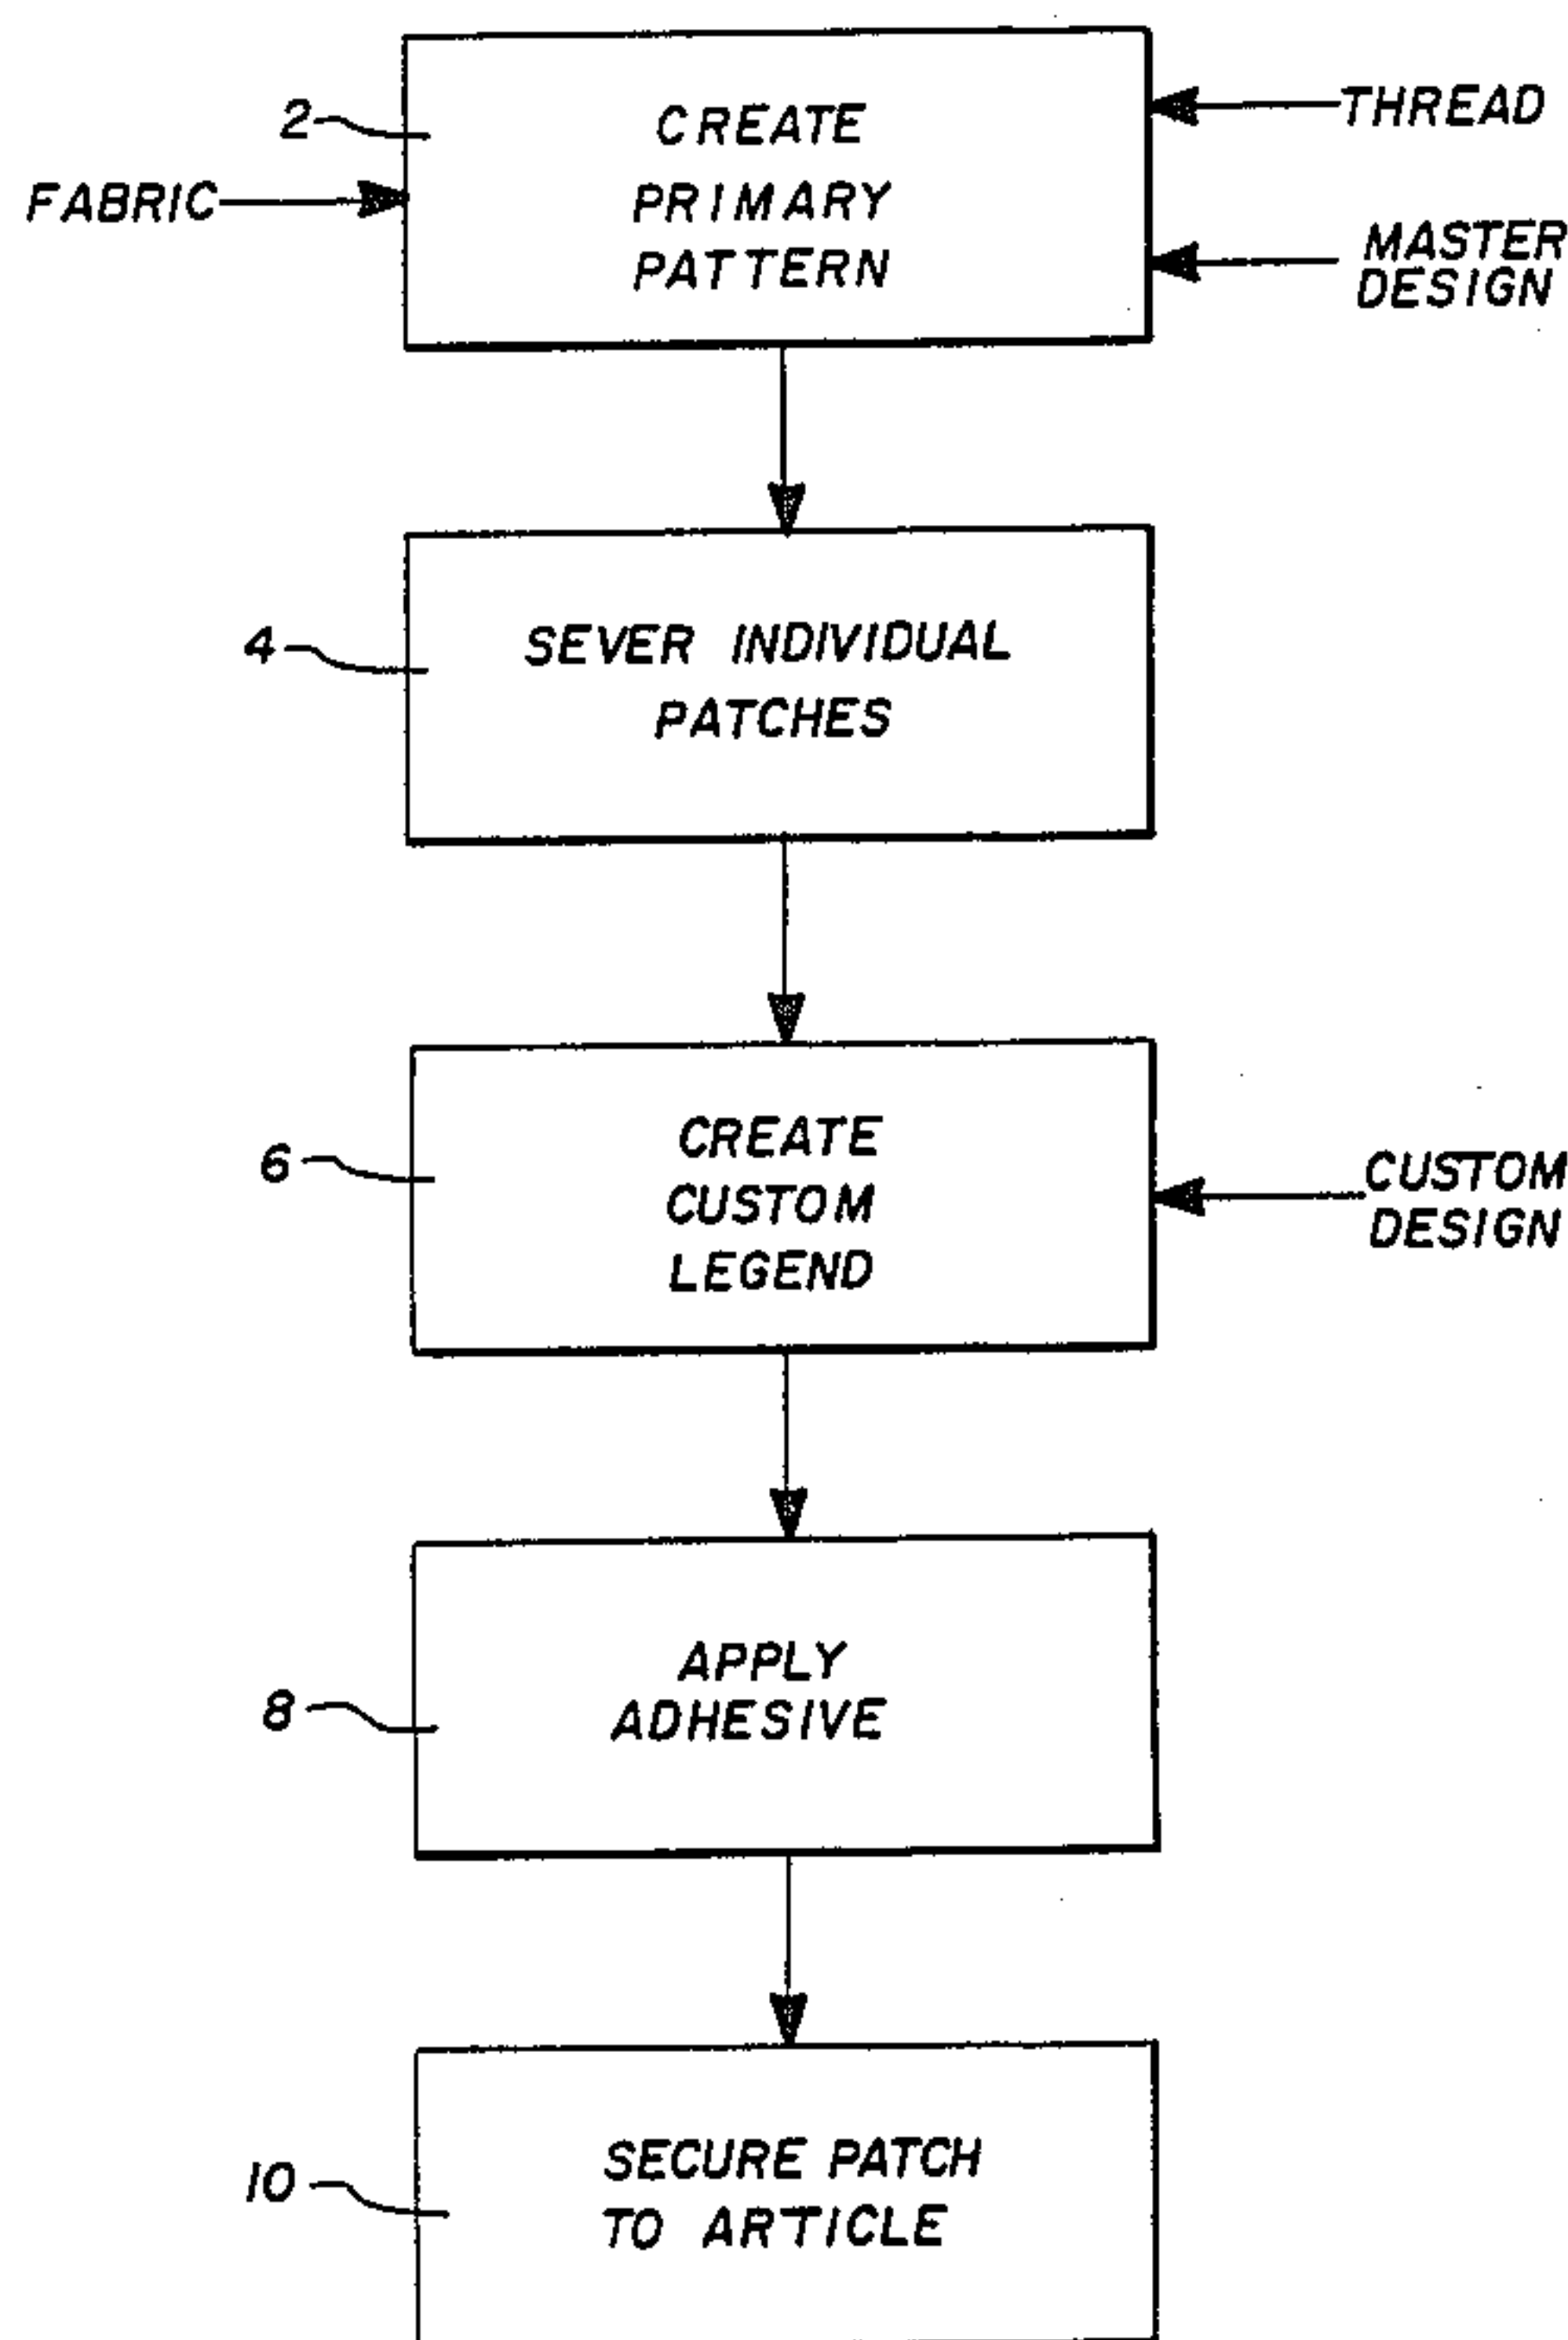 2
CREATE
PRIMARY
PATTERN
THREAD
FABRIC
MASTER
DESIGN
4
SEVER INDIVIDUAL
PATCHES
6
CREATE
CUSTOM
LEGEND
CUSTOM
DESIGN
8
APPLY
ADHESIVE
10
SECURE PATCH
TO ARTICLE